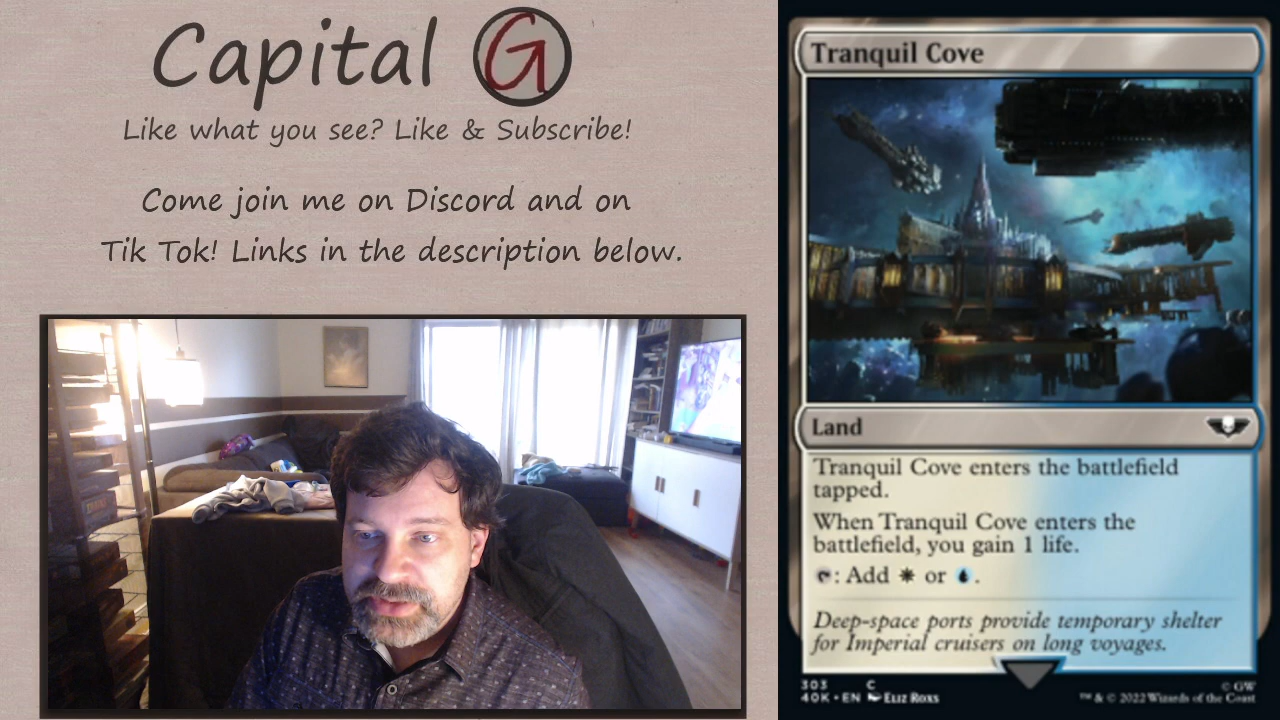 Capital G
Like what you see? Like & Subscribe!
Come join me on Discord and on
Tik Tok! Links in the description below.
Tranquil Cove
Land
Tranquil Cove enters the battlefield
tapped.
When Tranquil Cove enters the
battlefield, you gain 1 life.
: Add or .
Deep-space ports provide temporary shelter
for Imperial cruisers on long voyages.
303 C
40K • EN Eliz Roxs
© GW
™ & © 2022 Wizards of the Coast